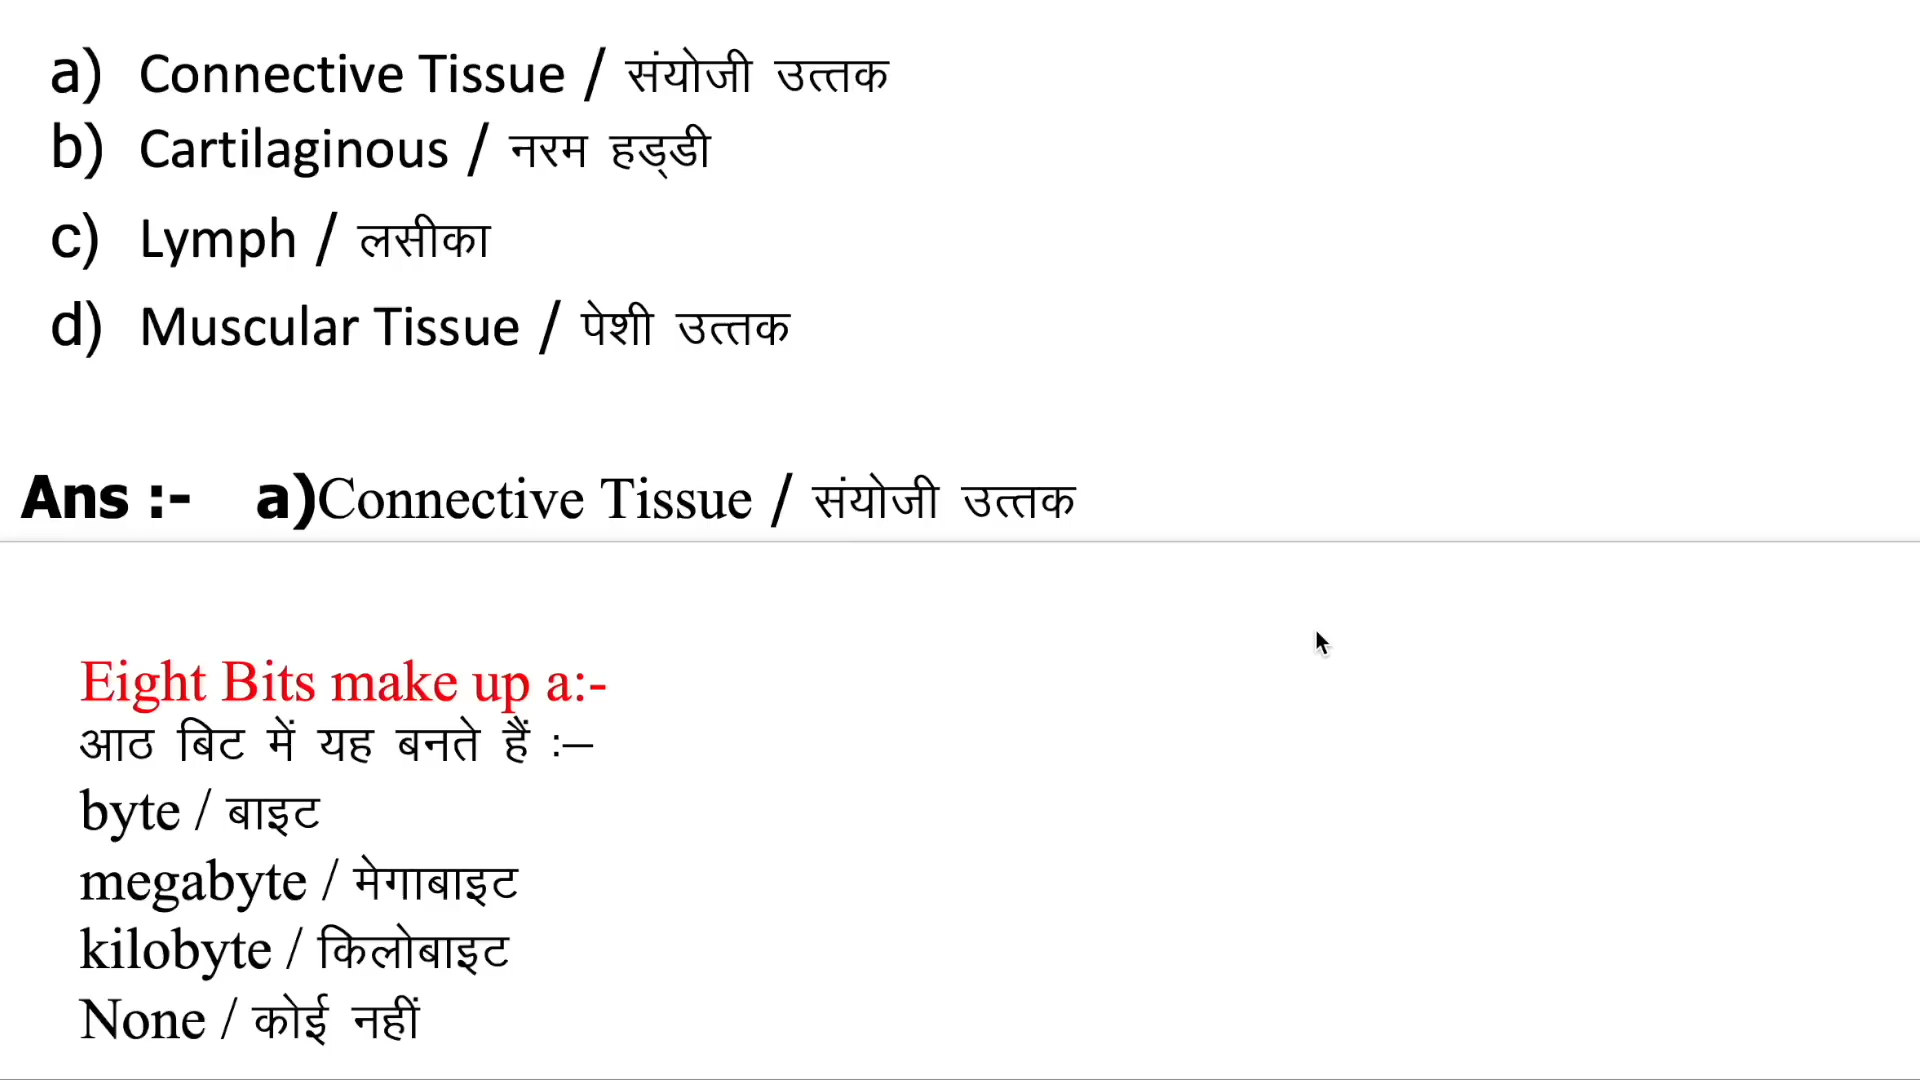 a) Connective Tissue / संयोजी उत्तक
b) Cartilaginous / नरम हड्डी
c) Lymph / लसीका
d) Muscular Tissue / पेशी उत्तक
Ans :- a)Connective Tissue / संयोजी उत्तक
Eight Bits make up a:-
आठ बिट में यह बनते हैं :–
byte / बाइट
megabyte / मेगाबाइट
kilobyte / किलोबाइट
None / कोई नहीं